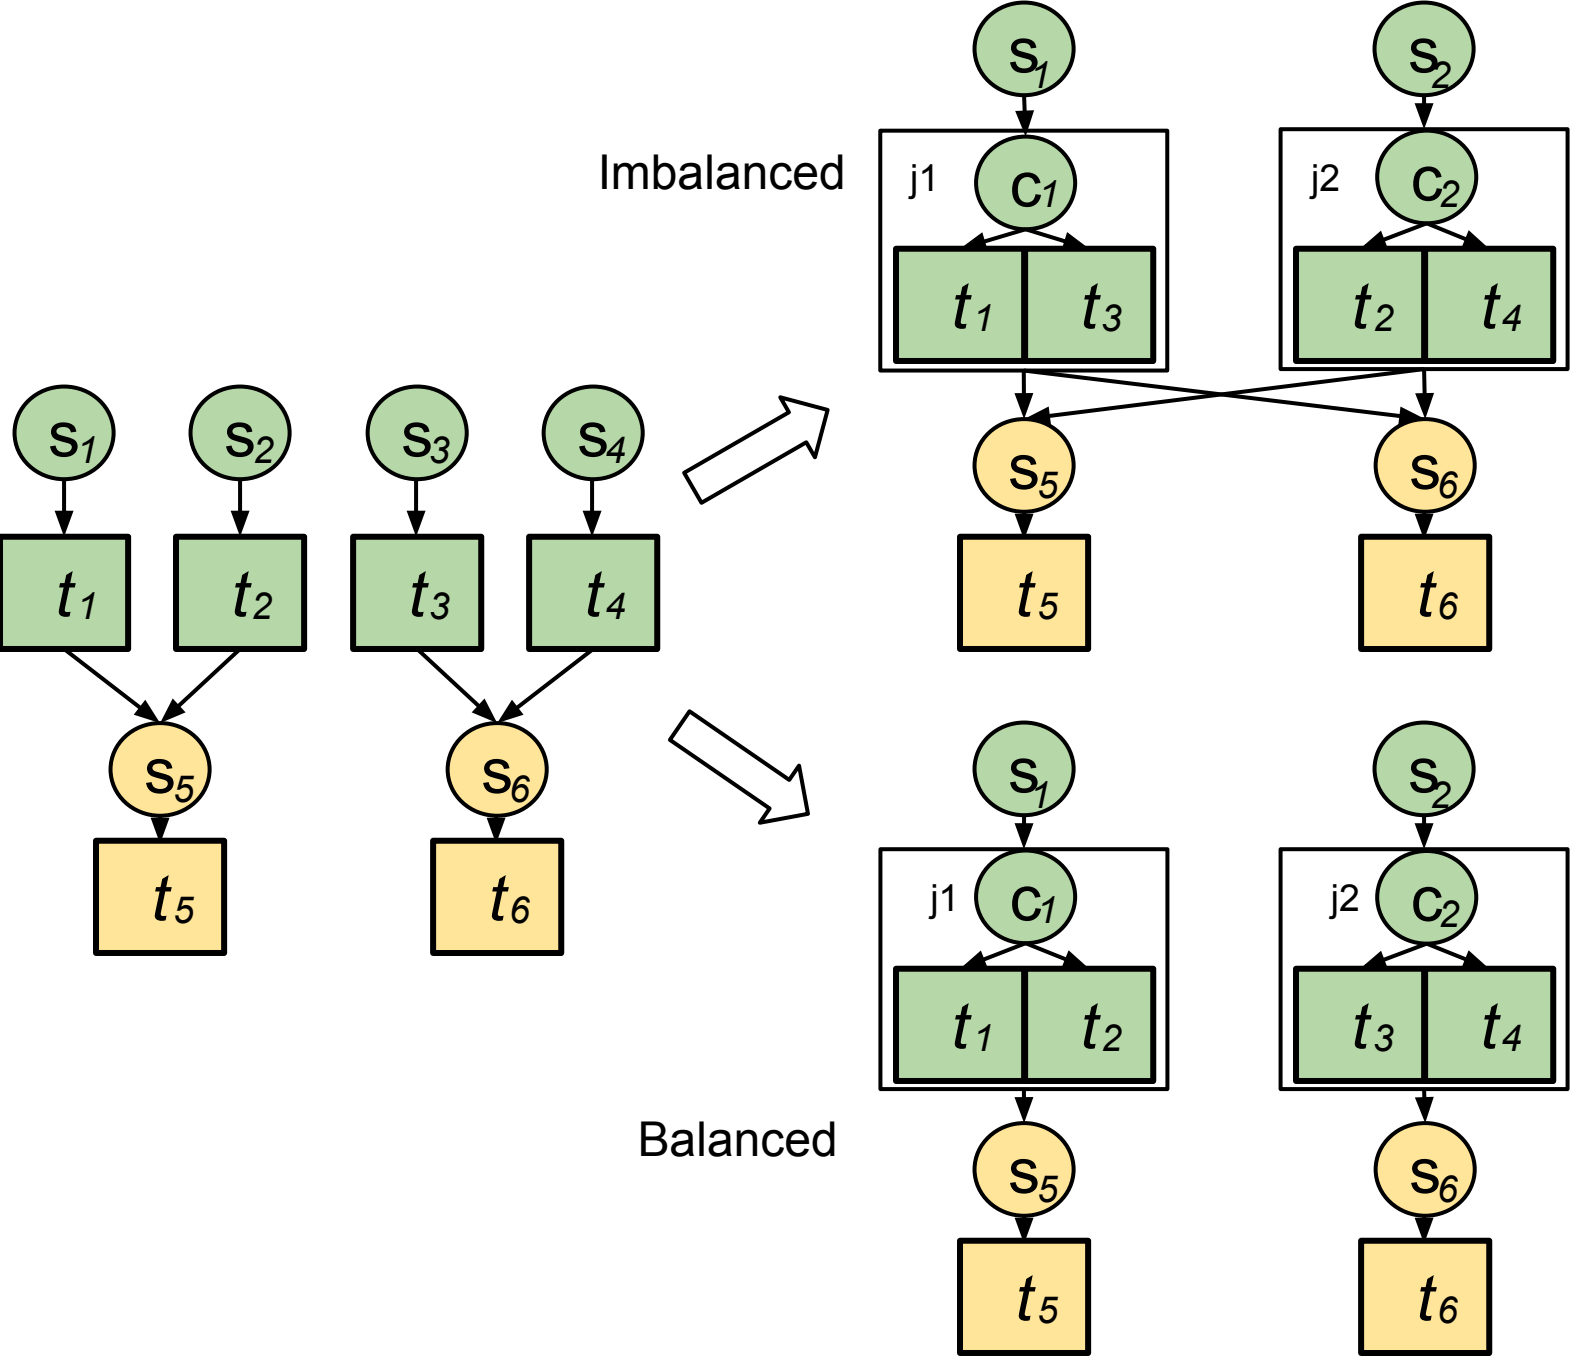 s1 s2
Imbalanced
j1 c1 j2 c2
t1 t3 t2 t4
s1 s2 s3 s4
s5 s6
t1 t2 t3 t4
t5 t6
s5 s6
t5 t6
s1 s2
j1 c1 j2 c2
t1 t2 t3 t4
Balanced
s5 s6
t5 t6